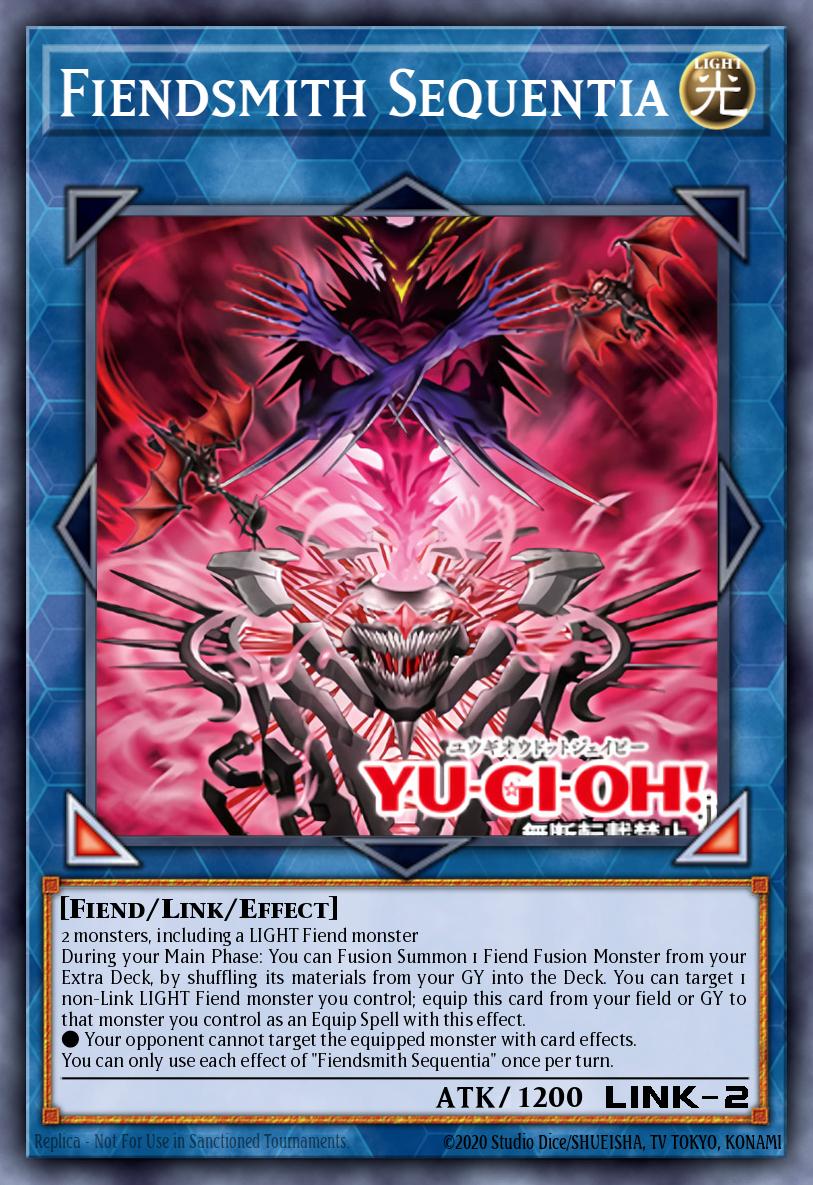 FIENDSMITH SEQUENTIA
LIGHT
光
ユウギオウドットジェイピー
YU-GI-OH!
無断転載禁止
[FIEND/LINK/EFFECT]
2 monsters, including a LIGHT Fiend monster
During your Main Phase: You can Fusion Summon 1 Fiend Fusion Monster from your
Extra Deck, by shuffling its materials from your GY into the Deck. You can target 1
non-Link LIGHT Fiend monster you control; equip this card from your field or GY to
that monster you control as an Equip Spell with this effect.
● Your opponent cannot target the equipped monster with card effects.
You can only use each effect of "Fiendsmith Sequentia" once per turn.
ATK/1200 LINK-2
Replica - Not For Use in Sanctioned Tournaments. ©2020 Studio Dice/SHUEISHA, TV TOKYO, KONAMI